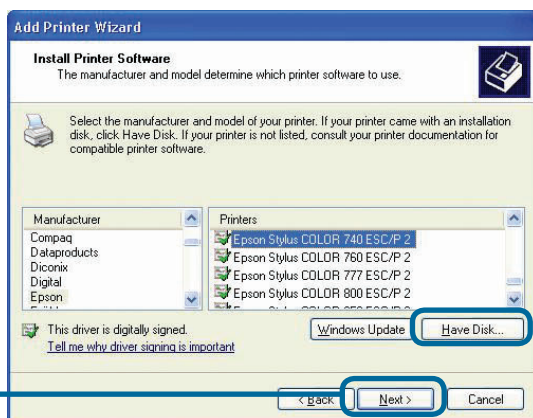 Add Printer Wizard
Install Printer Software
The manufacturer and model determine which printer software to use.
Select the manufacturer and model of your printer. If your printer came with an installation
disk, click Have Disk. If your printer is not listed, consult your printer documentation for
compatible printer software.
Manufacturer
Compaq
Dataproducts
Diconix
Digital
Epson
Printers
Epson Stylus COLOR 740 ESC/P 2
Epson Stylus COLOR 760 ESC/P 2
Epson Stylus COLOR 777 ESC/P 2
Epson Stylus COLOR 800 ESC/P 2
This driver is digitally signed.
Tell me why driver signing is important
Windows Update
Have Disk...
< Back
Next >
Cancel